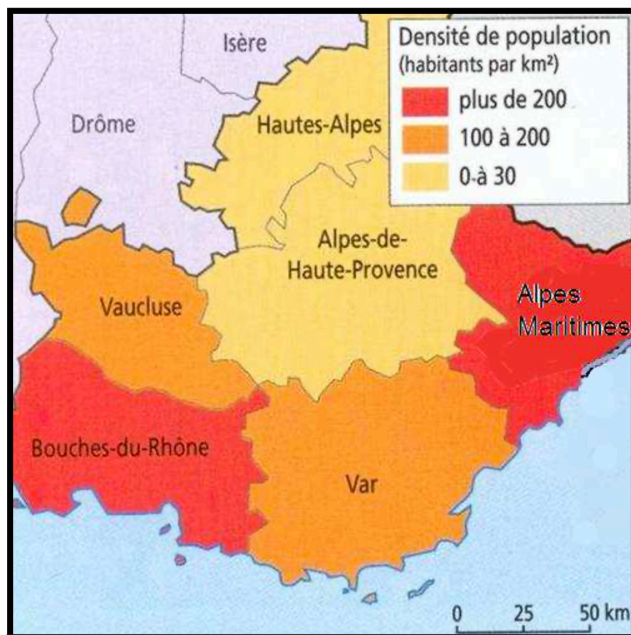 Densité de population
(habitants par km²)
plus de 200
100 à 200
0 à 30
Isère
Drôme
Hautes-Alpes
Alpes-de-
Haute-Provence
Vaucluse
Alpes
Maritimes
Bouches-du-Rhône
Var
0 25 50 km